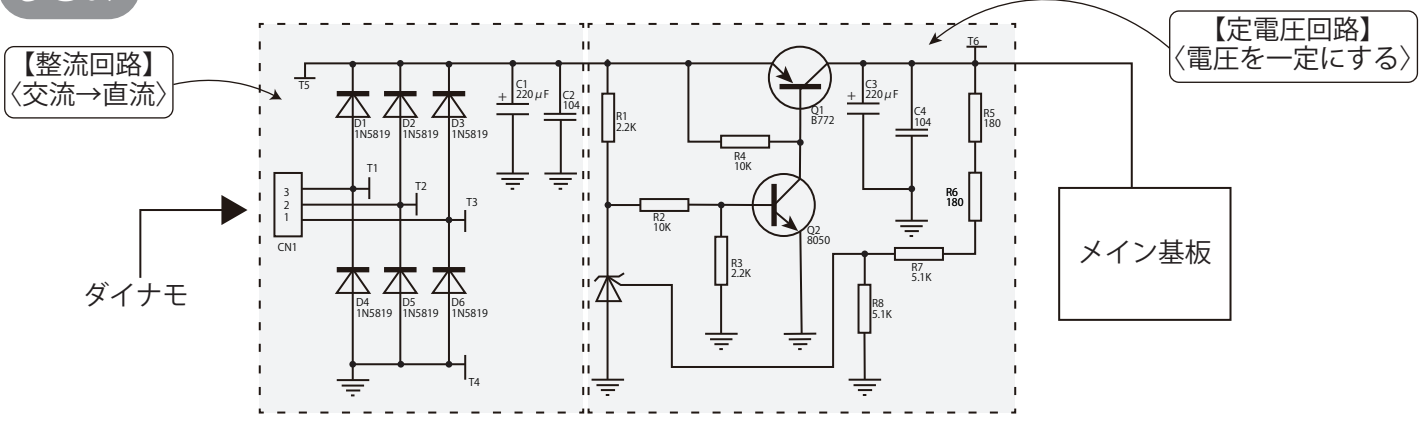 【整流回路】
〈交流→直流〉
【定電圧回路】
〈電圧を一定にする〉
T5
T6
D1
1N5819
D2
1N5819
D3
1N5819
+
C1
220μF
C2
104
R1
2.2K
Q1
B772
+
C3
220μF
C4
104
R5
180
R4
10K
T1
T2
T3
3
2
1
CN1
R2
10K
Q2
8050
R6
180
R3
2.2K
R7
5.1K
R8
5.1K
D4
1N5819
D5
1N5819
D6
1N5819
T4
ダイナモ
メイン基板